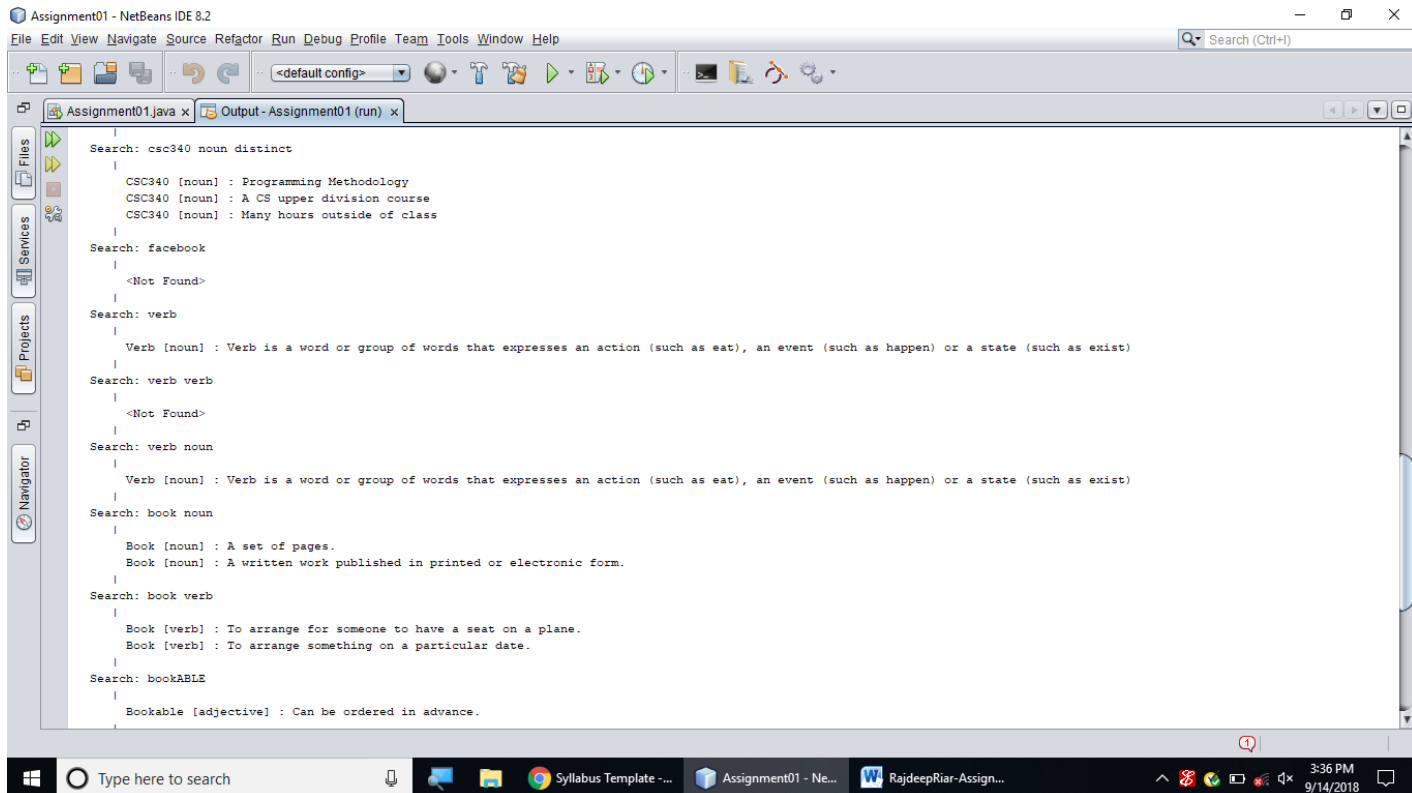 Assignment01 - NetBeans IDE 8.2
File Edit View Navigate Source Refactor Run Debug Profile Team Tools Window Help
Search (Ctrl+I)
<default config>
Assignment01.java x
Output - Assignment01 (run) x
Files
Services
Projects
Navigator
|
Search: csc340 noun distinct
|
CSC340 [noun] : Programming Methodology
CSC340 [noun] : A CS upper division course
CSC340 [noun] : Many hours outside of class
|
Search: facebook
|
<Not Found>
|
Search: verb
|
Verb [noun] : Verb is a word or group of words that expresses an action (such as eat), an event (such as happen) or a state (such as exist)
|
Search: verb verb
|
<Not Found>
|
Search: verb noun
|
Verb [noun] : Verb is a word or group of words that expresses an action (such as eat), an event (such as happen) or a state (such as exist)
|
Search: book noun
|
Book [noun] : A set of pages.
Book [noun] : A written work published in printed or electronic form.
|
Search: book verb
|
Book [verb] : To arrange for someone to have a seat on a plane.
Book [verb] : To arrange something on a particular date.
|
Search: bookABLE
|
Bookable [adjective] : Can be ordered in advance.
|
1
Type here to search
Syllabus Template -...
Assignment01 - Ne...
RajdeepRiar-Assign...
3:36 PM
9/14/2018